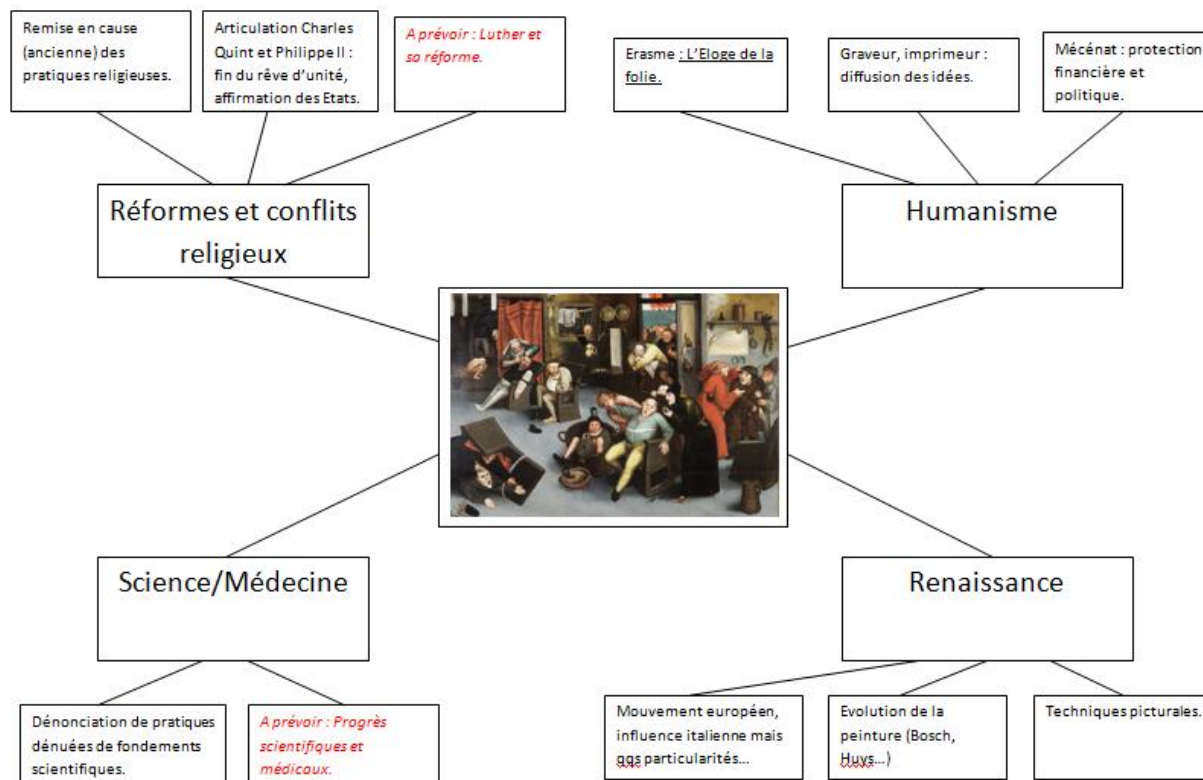 Remise en cause
(ancienne) des
pratiques religieuses.
Articulation Charles
Quint et Philippe II :
fin du rêve d’unité,
affirmation des Etats.
A prévoir : Luther et
sa réforme.
Erasme : L’Eloge de la
folie.
Graveur, imprimeur :
diffusion des idées.
Mécénat : protection
financière et
politique.
Réformes et conflits
religieux
Humanisme
Science/Médecine
Renaissance
Dénonciation de pratiques
dénuées de fondements
scientifiques.
A prévoir : Progrès
scientifiques et
médicaux.
Mouvement européen,
influence italienne mais
qqs particularités…
Evolution de la
peinture (Bosch,
Huys…)
Techniques picturales.